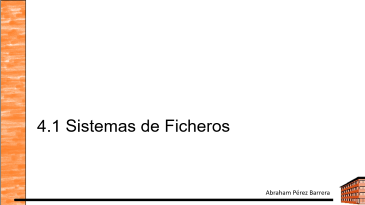 4.1 Sistemas de Ficheros
Abraham Pérez Barrera